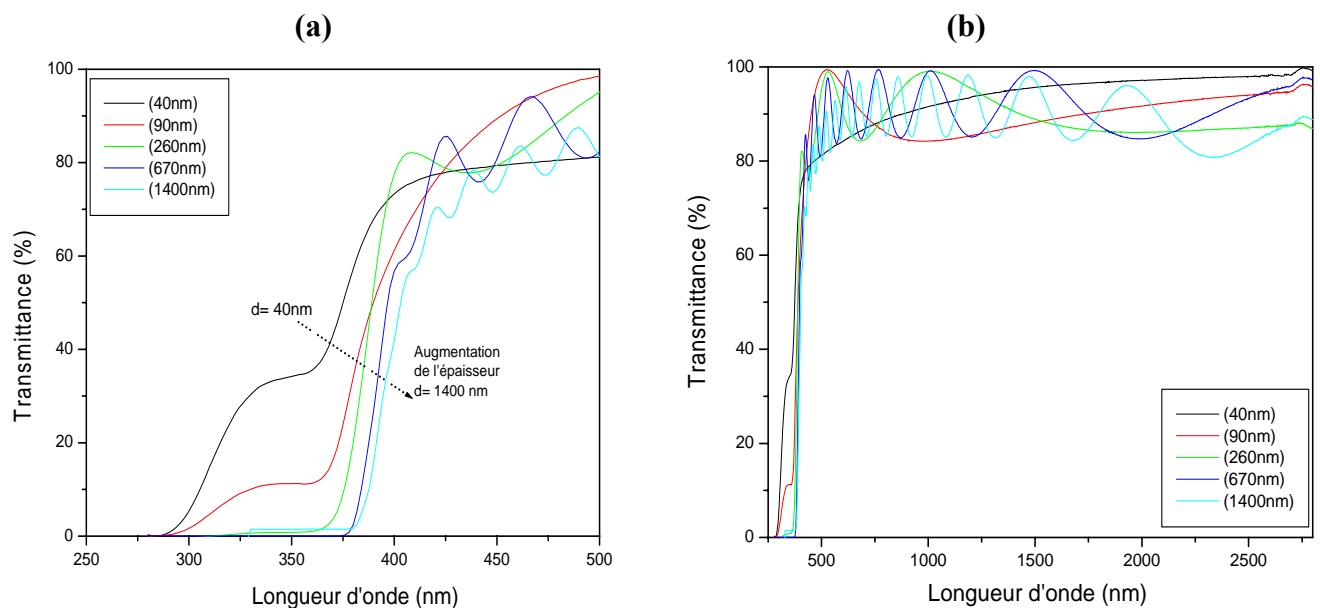 (a)
100
80
60
40
20
0
250
300
350
400
450
500
Transmittance (%)
Longueur d'onde (nm)
(40nm)
(90nm)
(260nm)
(670nm)
(1400nm)
d= 40nm
Augmentation
de l'épaisseur
d= 1400 nm
(b)
100
80
60
40
20
0
500
1000
1500
2000
2500
Transmittance (%)
Longueur d'onde (nm)
(40nm)
(90nm)
(260nm)
(670nm)
(1400nm)